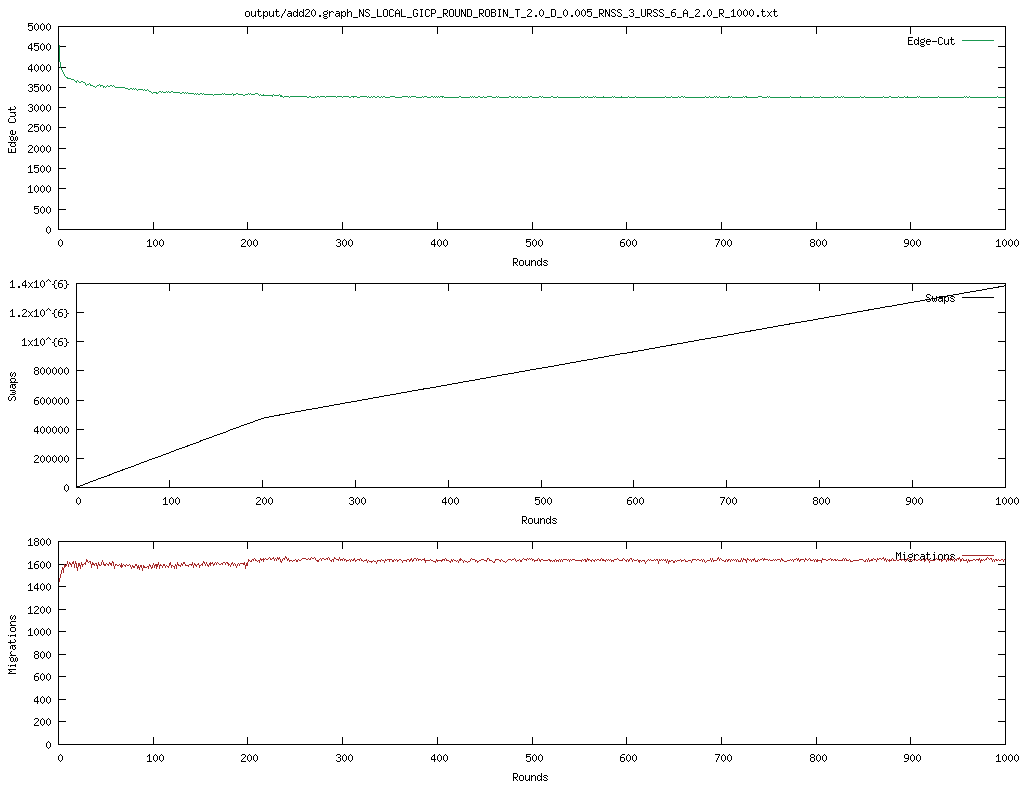 output/add20.graph_NS_LOCAL_GICP_ROUND_ROBIN_T_2.0_D_0.005_RNSS_3_URSS_6_A_2.0_R_1000.txt
5000
4500
4000
3500
3000
2500
2000
1500
1000
500
0
Edge Cut
Edge-Cut
0 100 200 300 400 500 600 700 800 900 1000
Rounds
1.4x10^{6}
1.2x10^{6}
1x10^{6}
800000
600000
400000
200000
0
Swaps
Swaps
0 100 200 300 400 500 600 700 800 900 1000
Rounds
1800
1600
1400
1200
1000
800
600
400
200
0
Migrations
Migrations
0 100 200 300 400 500 600 700 800 900 1000
Rounds